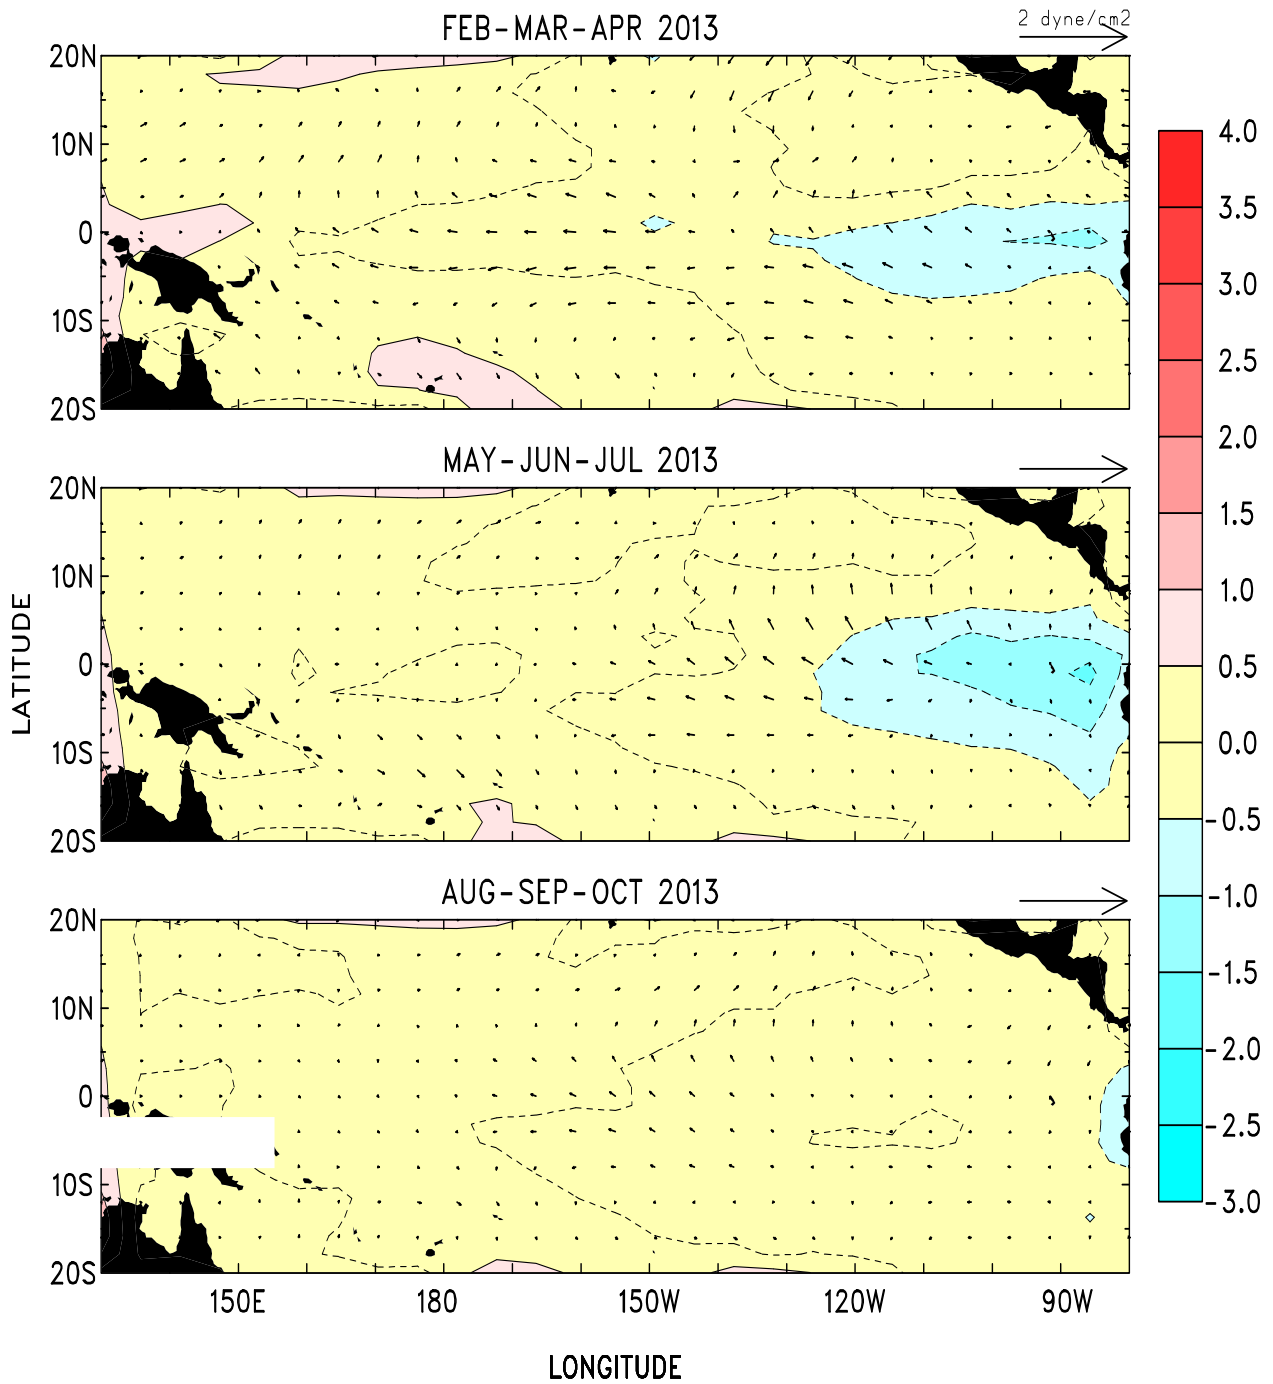 FEB-MAR-APR 2013
2 dyne/cm2
20N
10N
0
10S
20S
MAY-JUN-JUL 2013
20N
10N
0
10S
20S
LATITUDE
AUG-SEP-OCT 2013
20N
10N
0
10S
20S
150E 180 150W 120W 90W
LONGITUDE
4.0
3.5
3.0
2.5
2.0
1.5
1.0
0.5
0.0
-0.5
-1.0
-1.5
-2.0
-2.5
-3.0